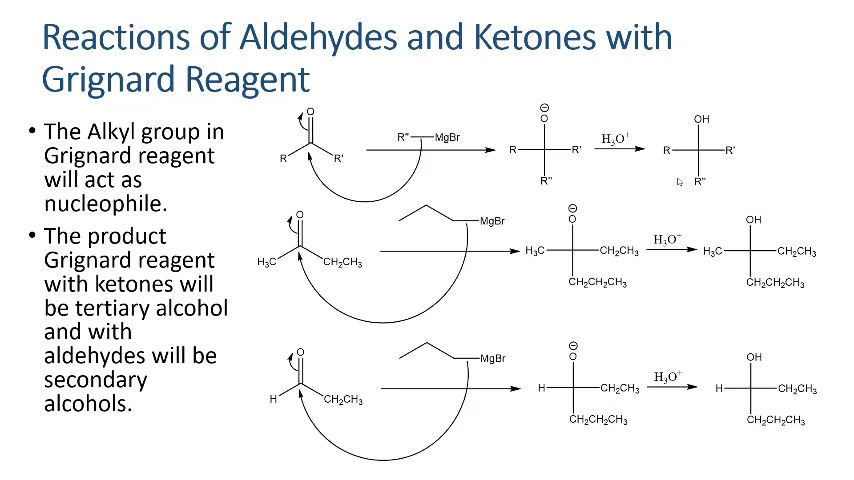 Reactions of Aldehydes and Ketones with
Grignard Reagent
• The Alkyl group in
Grignard reagent
will act as
nucleophile.
• The product
Grignard reagent
with ketones will
be tertiary alcohol
and with
aldehydes will be
secondary
alcohols.
O
R R'
R" MgBr
⊖
O
R R'
R"
H₃O⁺
OH
R R'
R"
O
H₃C CH₂CH₃
MgBr
⊖
O
H₃C CH₂CH₃
CH₂CH₂CH₃
H₃O⁺
OH
H₃C CH₂CH₃
CH₂CH₂CH₃
O
H CH₂CH₃
MgBr
⊖
O
H CH₂CH₃
CH₂CH₂CH₃
H₃O⁺
OH
H CH₂CH₃
CH₂CH₂CH₃